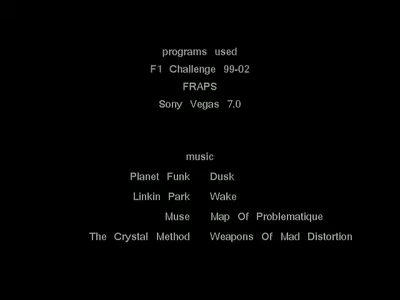 programs used
F1 Challenge 99-02
FRAPS
Sony Vegas 7.0
music
Planet Funk Dusk
Linkin Park Wake
Muse Map Of Problematique
The Crystal Method Weapons Of Mad Distortion